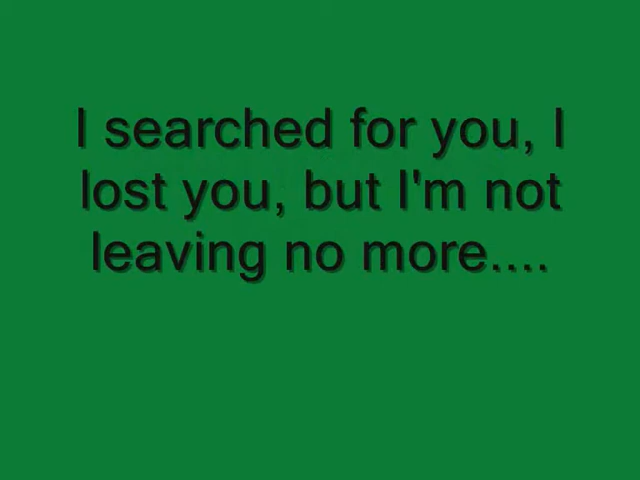 I searched for you, I
lost you, but I'm not
leaving no more....